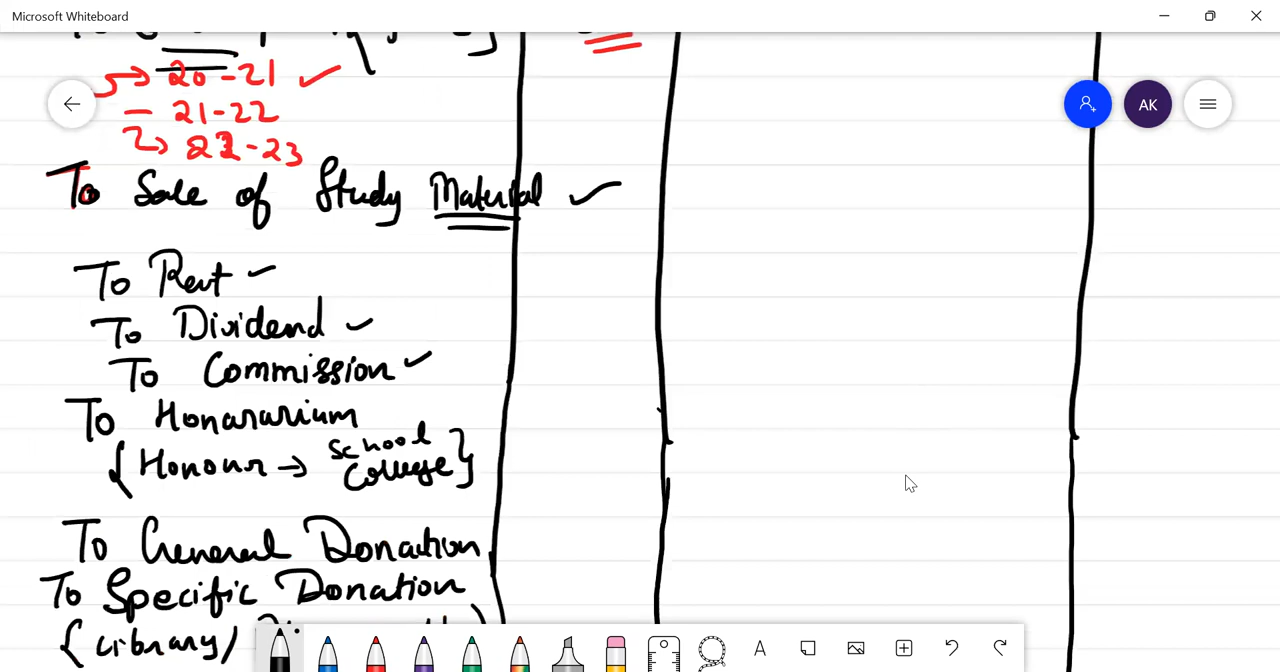 Microsoft Whiteboard
→ 20-21 ✓
- 21-22
→ 22-23
AK
To Sale of Study Material ✓
To Rent ✓
To Dividend ✓
To Commission ✓
To Honararium
{Honour → School College}
To General Donation
To Specific Donation
{Library/
A